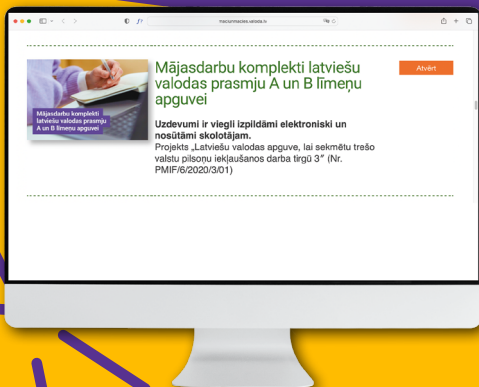 maciunmacies.valoda.lv
Mājasdarbu komplekti latviešu
valodas prasmju A un B līmeņu
apguvei
Atvērt
Mājasdarbu komplekti
latviešu valodas prasmju
A un B līmeņu apguvei
Uzdevumi ir viegli izpildāmi elektroniski un
nosūtāmi skolotājam.
Projekts „Latviešu valodas apguve, lai sekmētu trešo
valstu pilsoņu iekļaušanos darba tirgū 3” (Nr.
PMIF/6/2020/3/01)